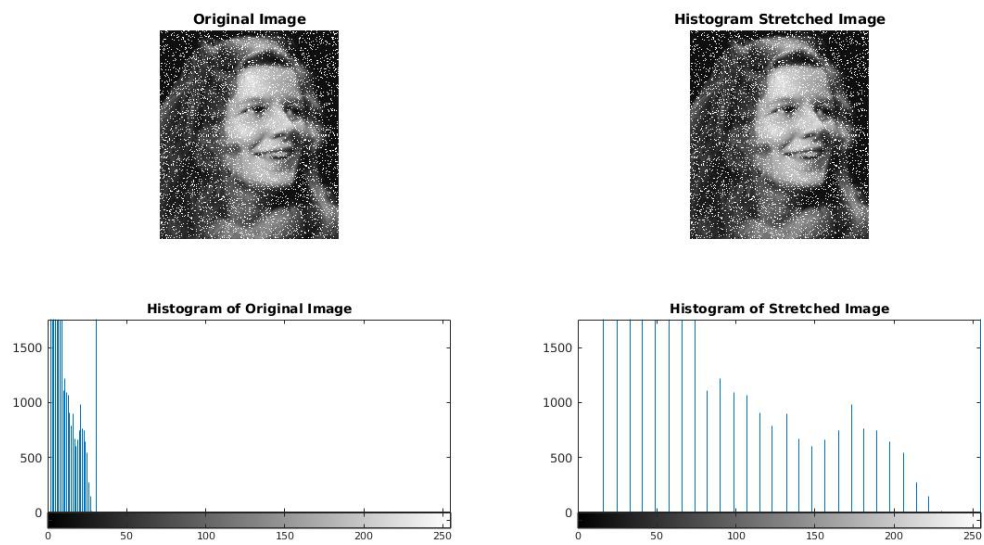 Original Image
Histogram Stretched Image
Histogram of Original Image
1500
1000
500
0
0 50 100 150 200 250
Histogram of Stretched Image
1500
1000
500
0
0 50 100 150 200 250